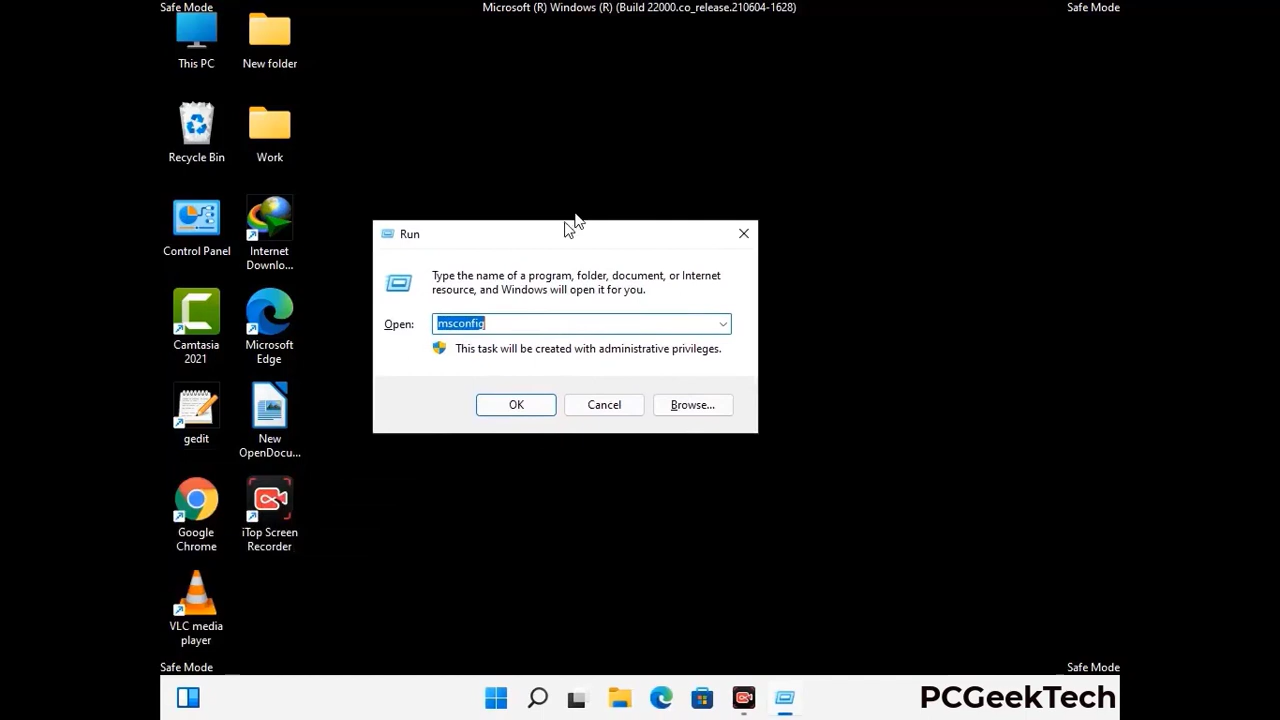 Safe Mode
Microsoft (R) Windows (R) (Build 22000.co_release.210604-1628)
Safe Mode
This PC
New folder
Recycle Bin
Work
Control Panel
Internet
Downlo...
Camtasia
2021
Microsoft
Edge
gedit
New
OpenDocu...
Google
Chrome
iTop Screen
Recorder
VLC media
player
Run
Type the name of a program, folder, document, or Internet
resource, and Windows will open it for you.
Open:
msconfig
This task will be created with administrative privileges.
OK
Cancel
Browse...
Safe Mode
Safe Mode
PCGeekTech